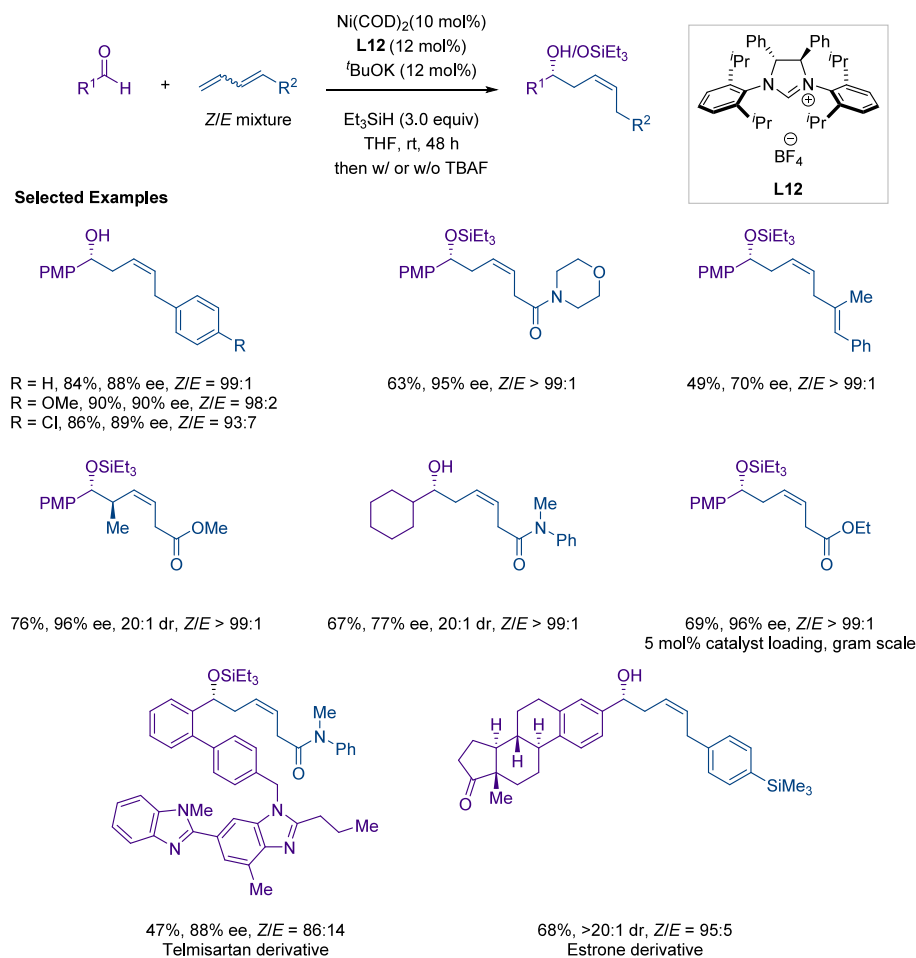 Ni(COD)₂(10 mol%)
L12 (12 mol%)
ᵗBuOK (12 mol%)
Et₃SiH (3.0 equiv)
THF, rt, 48 h
then w/ or w/o TBAF
O
R¹
H
+
R²
Z/E mixture
OH/OSiEt₃
R¹
R²
Ph
Ph
ⁱPr
ⁱPr
N
N
+
ⁱPr
ⁱPr
−
BF₄
L12
Selected Examples
OH
PMP
R
R = H, 84%, 88% ee, Z/E = 99:1
R = OMe, 90%, 90% ee, Z/E = 98:2
R = Cl, 86%, 89% ee, Z/E = 93:7
OSiEt₃
PMP
O
N
O
63%, 95% ee, Z/E > 99:1
OSiEt₃
PMP
Me
Ph
49%, 70% ee, Z/E > 99:1
OSiEt₃
PMP
Me
OMe
O
76%, 96% ee, 20:1 dr, Z/E > 99:1
OH
Me
N
Ph
O
67%, 77% ee, 20:1 dr, Z/E > 99:1
OSiEt₃
PMP
OEt
O
69%, 96% ee, Z/E > 99:1
5 mol% catalyst loading, gram scale
OSiEt₃
Me
N
Ph
O
NMe
N
N
N
Me
Me
47%, 88% ee, Z/E = 86:14
Telmisartan derivative
OH
H
H
H
O
Me
SiMe₃
68%, >20:1 dr, Z/E = 95:5
Estrone derivative